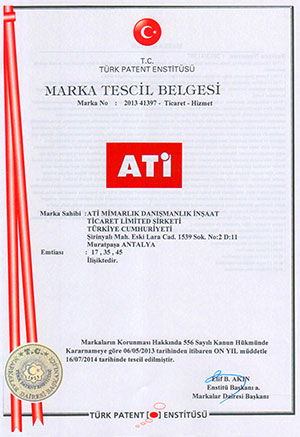 T.C.
TÜRK PATENT ENSTİTÜSÜ
MARKA TESCİL BELGESİ
Marka No : 2013 41397 - Ticaret - Hizmet
ATİ
Marka Sahibi :ATİ MİMARLIK DANIŞMANLIK İNŞAAT
TİCARET LIMITED ŞİRKETİ
TÜRKİYE CUMHURİYETİ
Şirinyalı Mah. Eski Lara Cad. 1539 Sok. No:2 D:11
Muratpaşa ANTALYA
Emtiası : 17 , 35 , 45
İlişiktedir.
Markaların Korunması Hakkında 556 Sayılı Kanun Hükmünde
Kararnameye göre 06/05/2013 tarihinden itibaren ON YIL müddetle
16/07/2014 tarihinde tescil edilmiştir.
Elif B. AKIN
Enstitü Başkanı a.
Markalar Dairesi Başkanı
T.C.
TÜRK PATENT ENSTİTÜSÜ